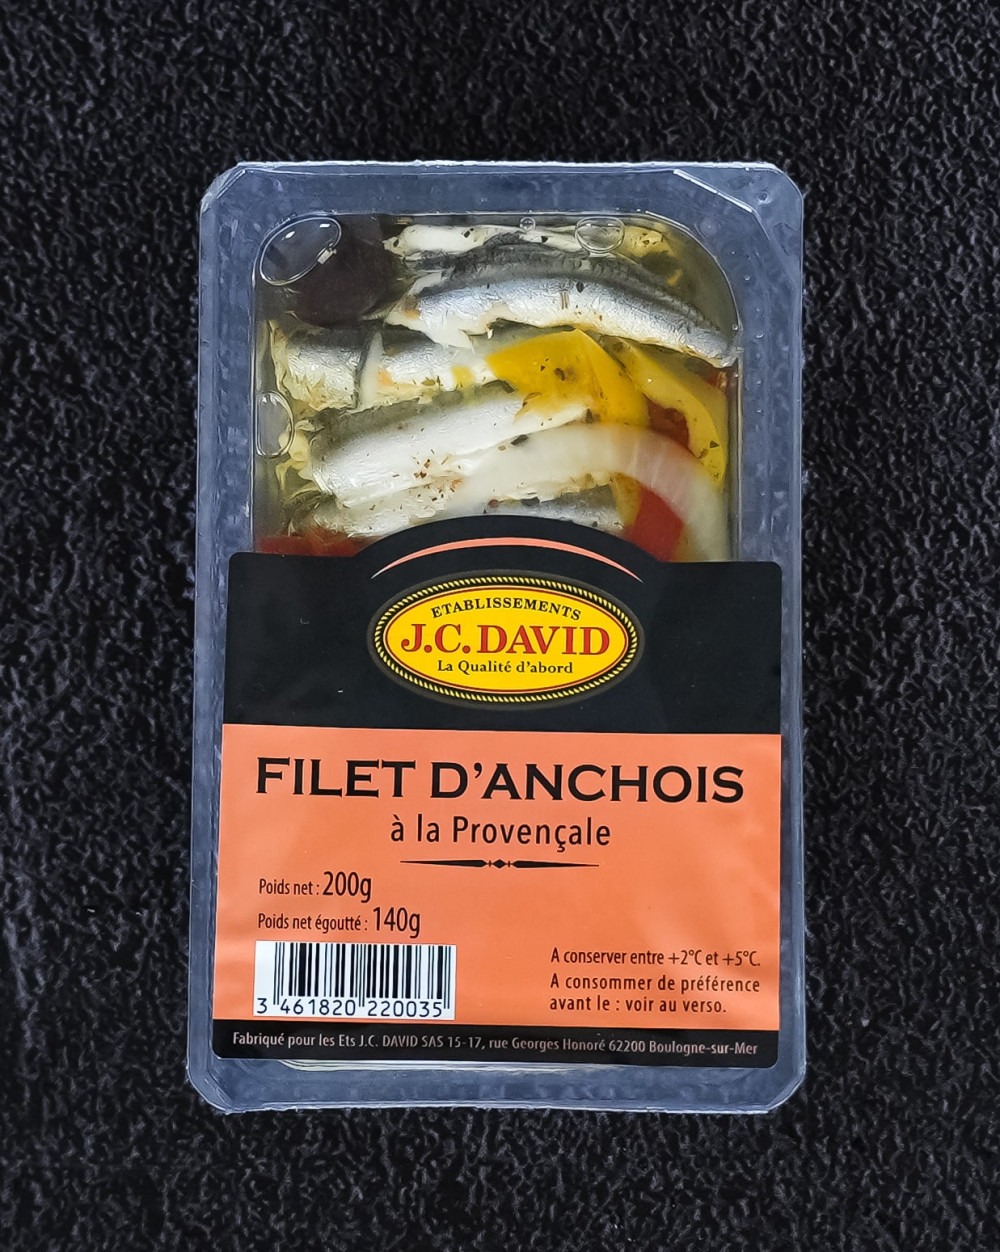 ETABLISSEMENTS
J.C. DAVID
La Qualité d'abord
FILET D'ANCHOIS
à la Provençale
Poids net : 200g
Poids net égoutté : 140g
A conserver entre +2°C et +5°C.
A consommer de préférence
avant le : voir au verso.
3 461820 220035
Fabriqué pour les Ets J.C. DAVID SAS 15-17, rue Georges Honoré 62200 Boulogne-sur-Mer